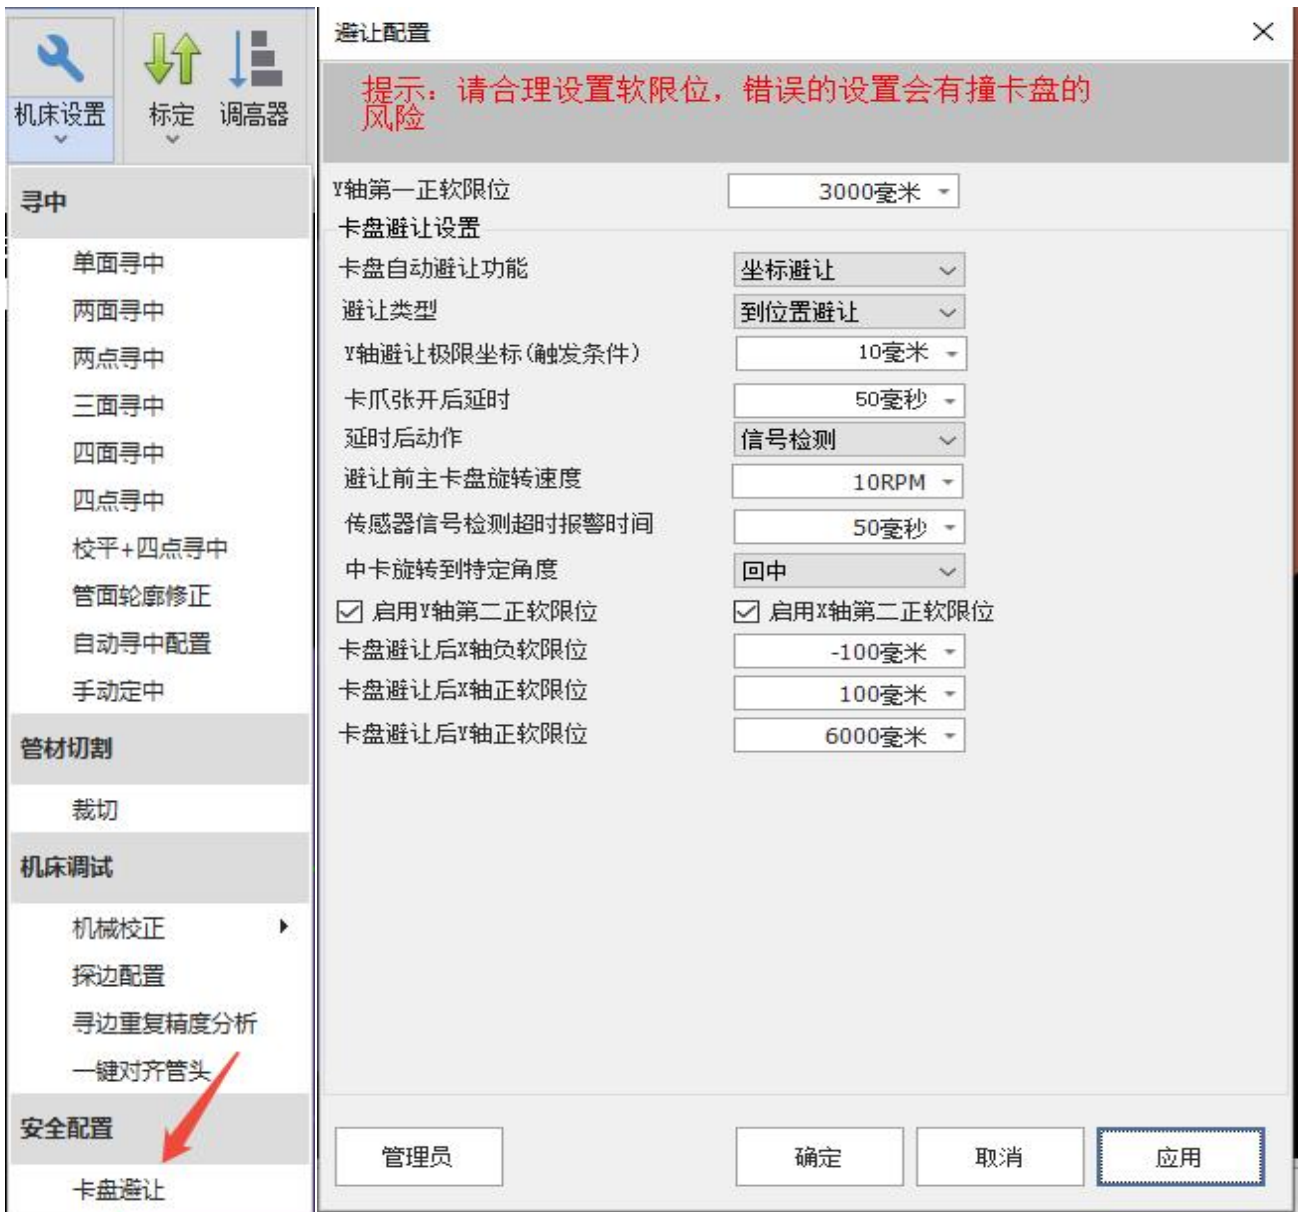 机床设置
标定
调高器
寻中
单面寻中
两面寻中
两点寻中
三面寻中
四面寻中
四点寻中
校平+四点寻中
管面轮廓修正
自动寻中配置
手动定中
管材切割
裁切
机床调试
机械校正
探边配置
寻边重复精度分析
一键对齐管头
安全配置
卡盘避让
避让配置
提示：请合理设置软限位，错误的设置会有撞卡盘的
风险
Y轴第一正软限位 3000毫米
卡盘避让设置
卡盘自动避让功能 坐标避让
避让类型 到位置避让
Y轴避让极限坐标(触发条件) 10毫米
卡爪张开后延时 50毫秒
延时后动作 信号检测
避让前主卡盘旋转速度 10RPM
传感器信号检测超时报警时间 50毫秒
中卡旋转到特定角度 回中
启用Y轴第二正软限位 启用X轴第二正软限位
卡盘避让后X轴负软限位 -100毫米
卡盘避让后X轴正软限位 100毫米
卡盘避让后Y轴正软限位 6000毫米
管理员 确定 取消 应用